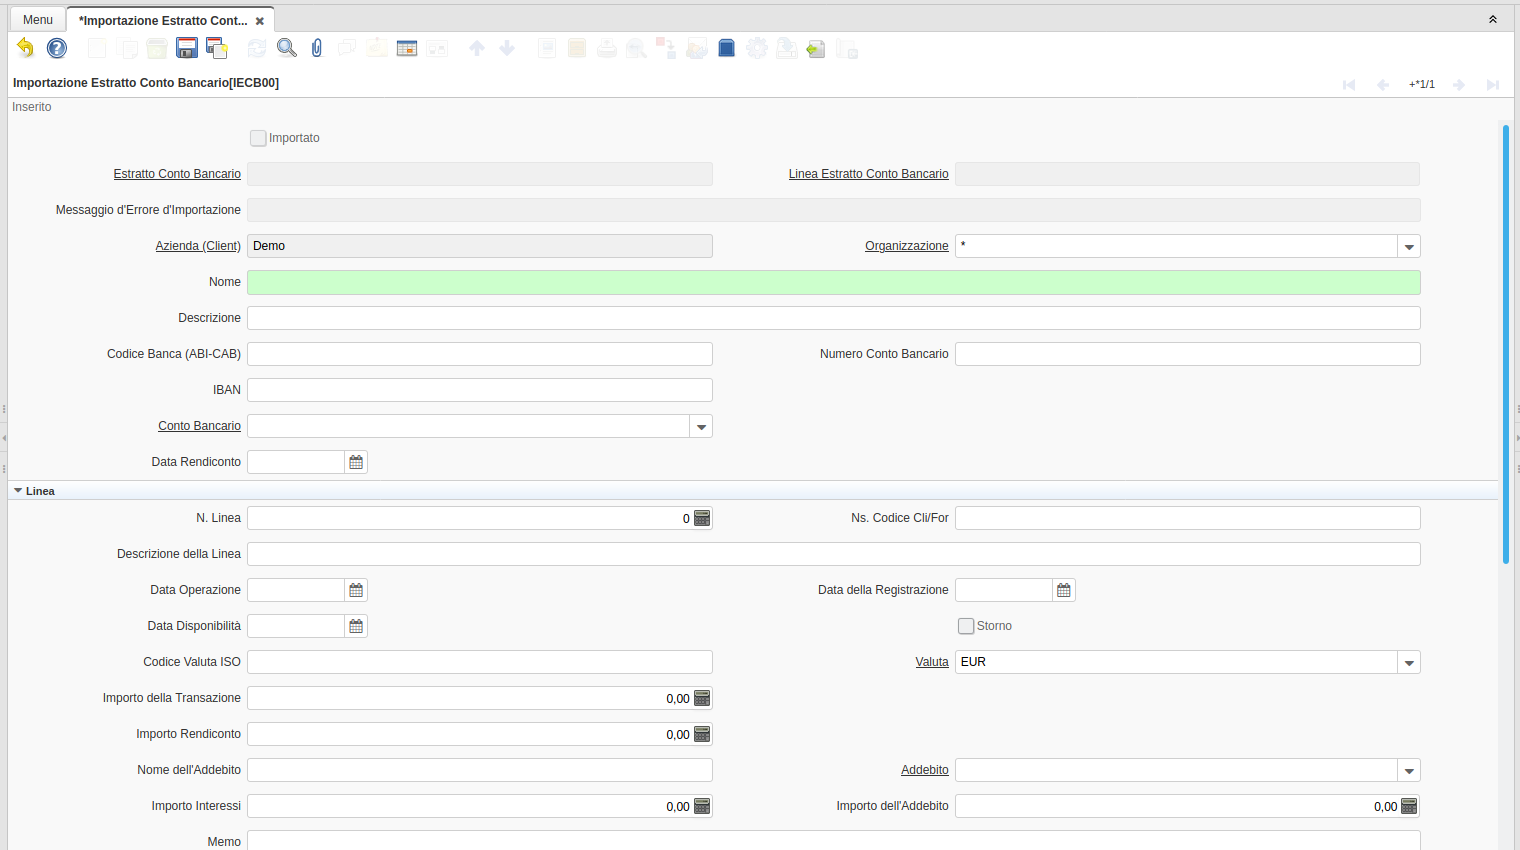 Menu
*Importazione Estratto Cont...
Importazione Estratto Conto Bancario[IECB00]
+*1/1
Inserito
Importato
Estratto Conto Bancario
Linea Estratto Conto Bancario
Messaggio d'Errore d'Importazione
Azienda (Client) Demo
Organizzazione *
Nome
Descrizione
Codice Banca (ABI-CAB)
Numero Conto Bancario
IBAN
Conto Bancario
Data Rendiconto
Linea
N. Linea 0
Ns. Codice Cli/For
Descrizione della Linea
Data Operazione
Data della Registrazione
Data Disponibilità
Storno
Codice Valuta ISO
Valuta EUR
Importo della Transazione 0,00
Importo Rendiconto 0,00
Nome dell'Addebito
Addebito
Importo Interessi 0,00
Importo dell'Addebito 0,00
Memo